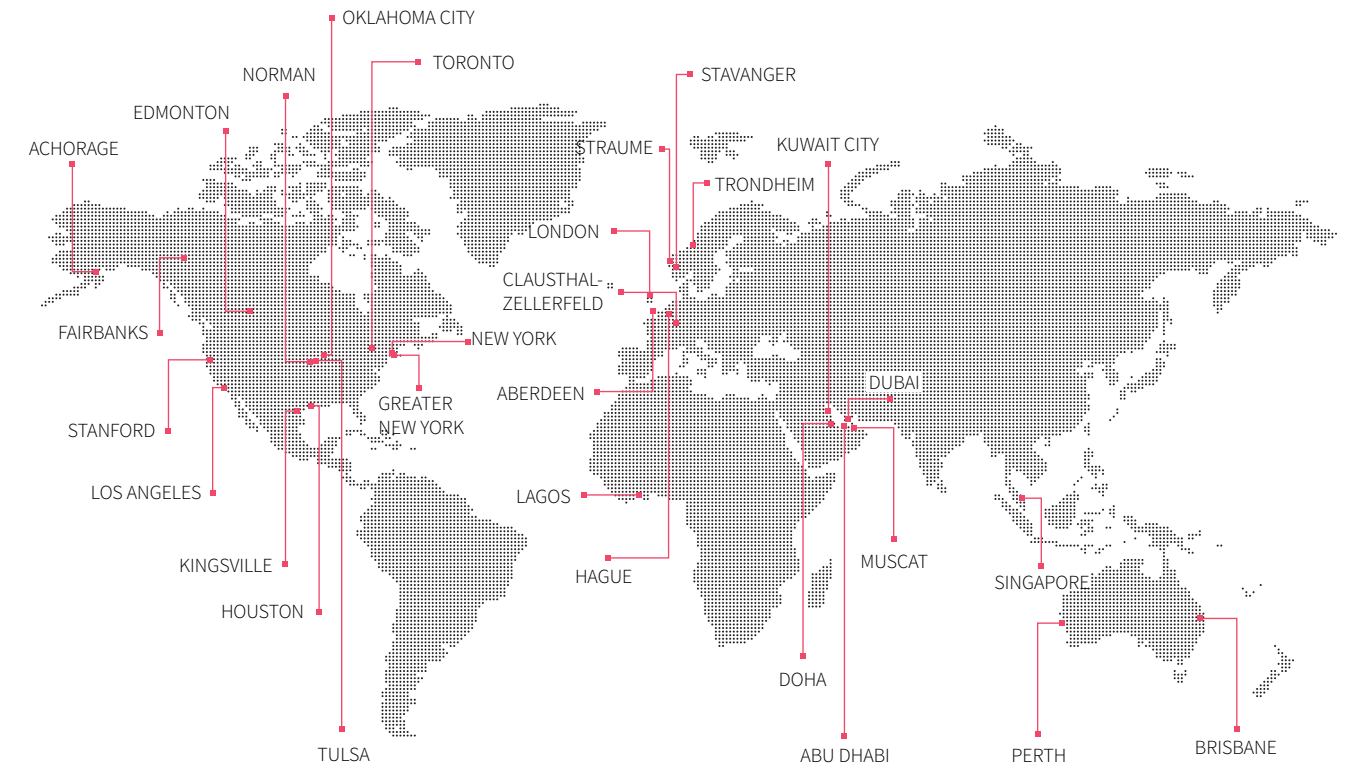 OKLAHOMA CITY
TORONTO
NORMAN
STAVANGER
EDMONTON
ACHORAGE
STRAUME
KUWAIT CITY
TRONDHEIM
LONDON
CLAUSTHAL-
ZELLERFELD
FAIRBANKS
NEW YORK
DUBAI
ABERDEEN
GREATER
NEW YORK
STANFORD
LOS ANGELES
LAGOS
KINGSVILLE
MUSCAT
HAGUE
SINGAPORE
HOUSTON
DOHA
TULSA
ABU DHABI
PERTH
BRISBANE